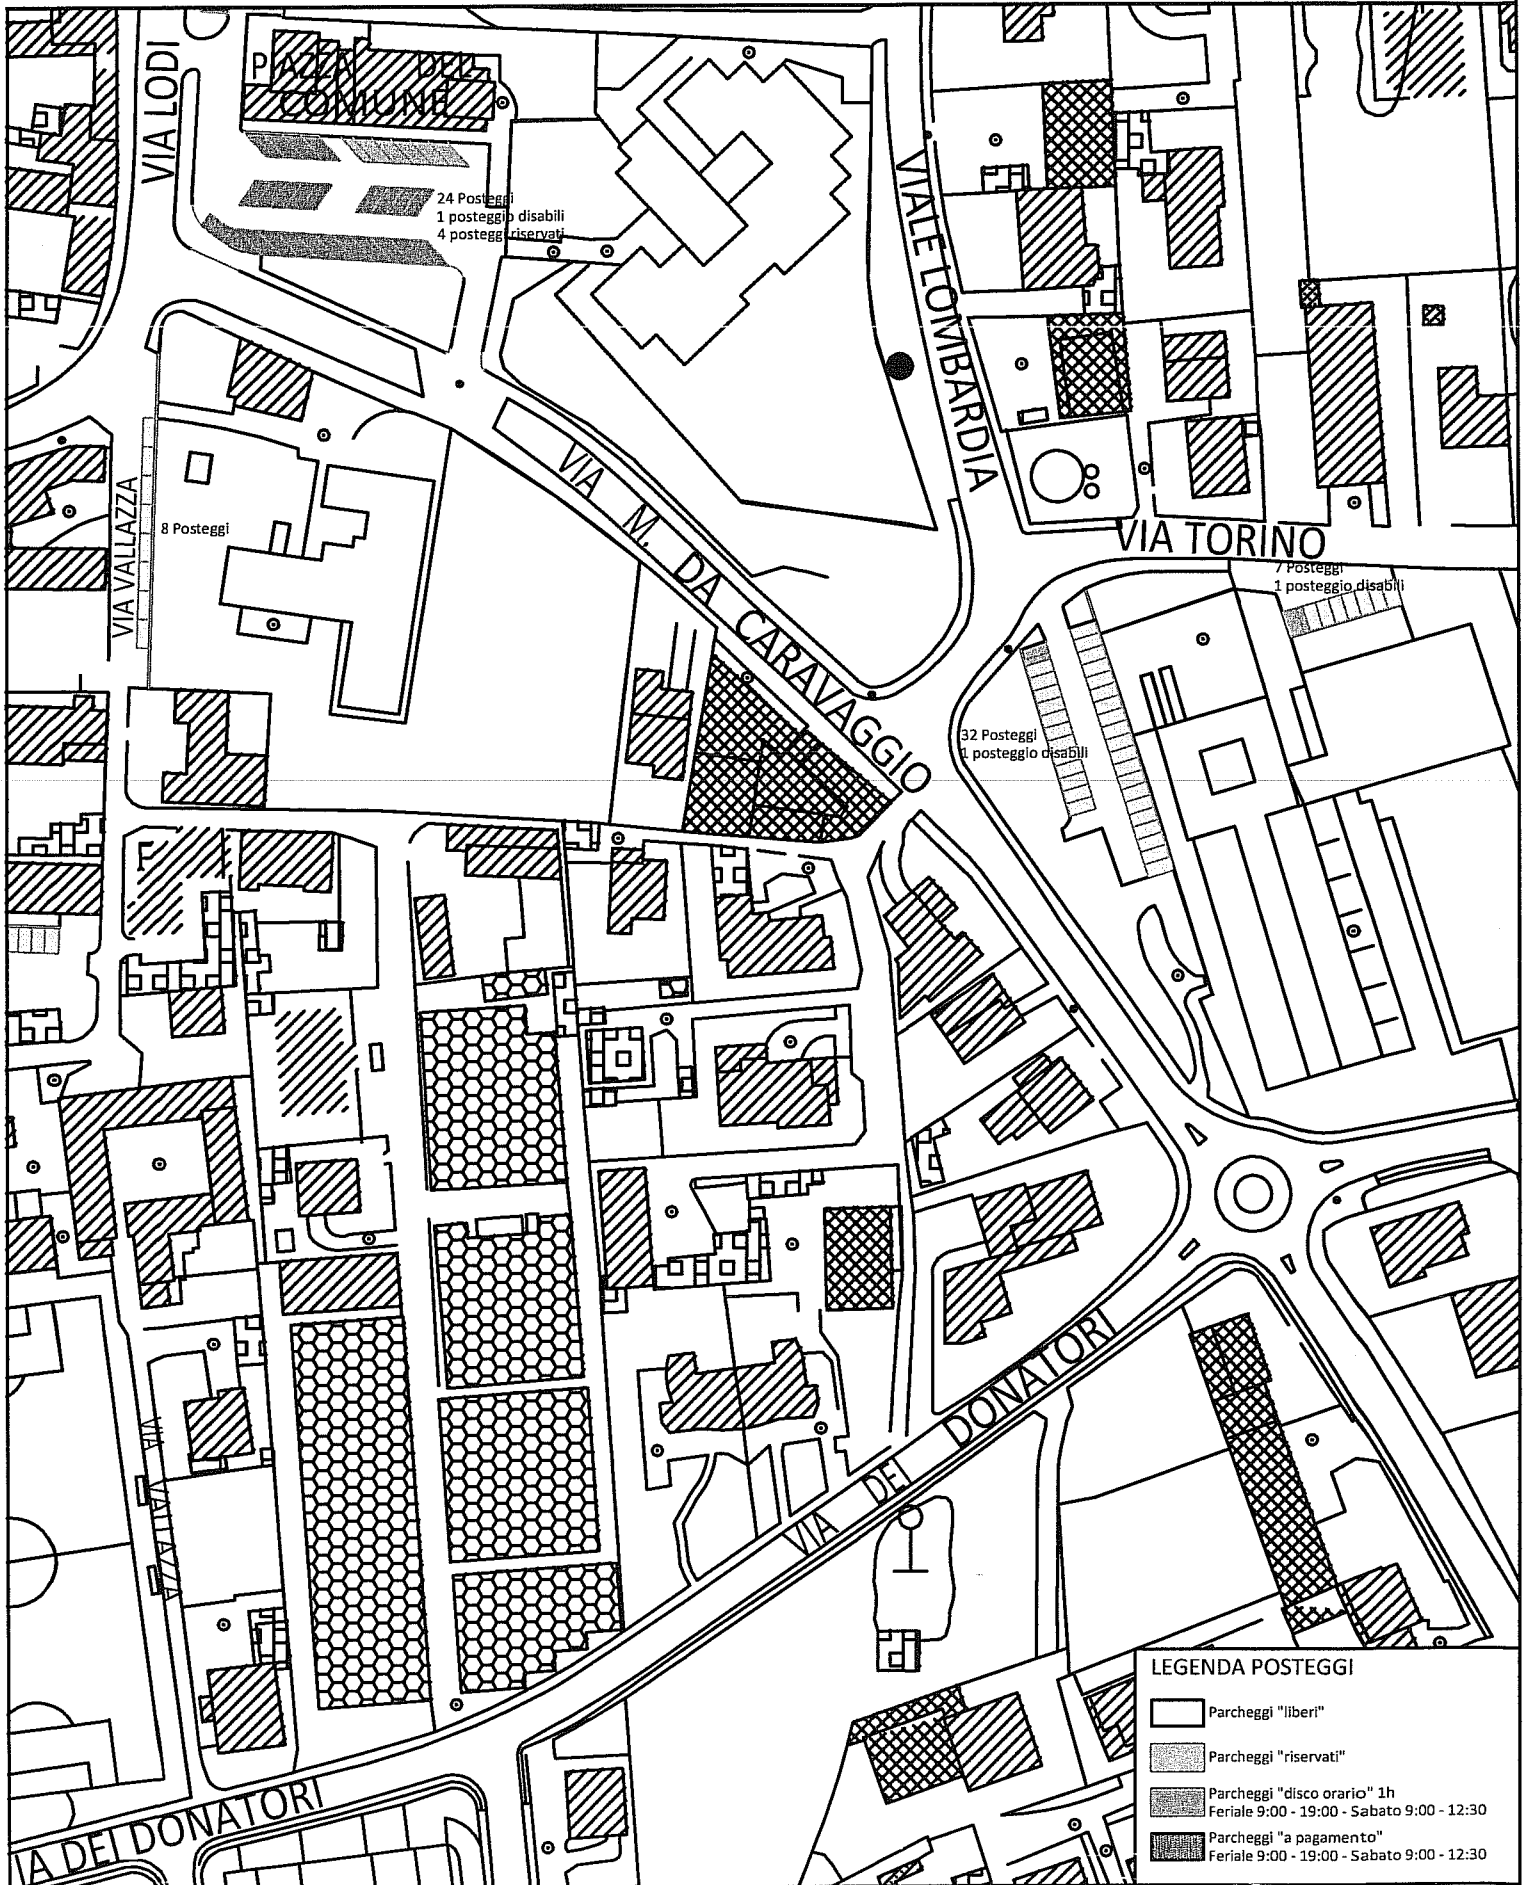 VIA LODI
PIAZZA DEL
COMUNE
24 Posteggi
1 posteggio disabili
4 posteggi riservati
VIALE LOMBARDIA
VIA M. DA CARAVAGGIO
VIA VALLAZZA
8 Posteggi
VIA TORINO
7 Posteggi
1 posteggio disabili
32 Posteggi
1 posteggio disabili
VIA DEI DONATORI
VIA VALLAZZA
VIA DEI DONATORI
LEGENDA POSTEGGI
Parcheggi "liberi"
Parcheggi "riservati"
Parcheggi "disco orario" 1h
Feriale 9:00 - 19:00 - Sabato 9:00 - 12:30
Parcheggi "a pagamento"
Feriale 9:00 - 19:00 - Sabato 9:00 - 12:30